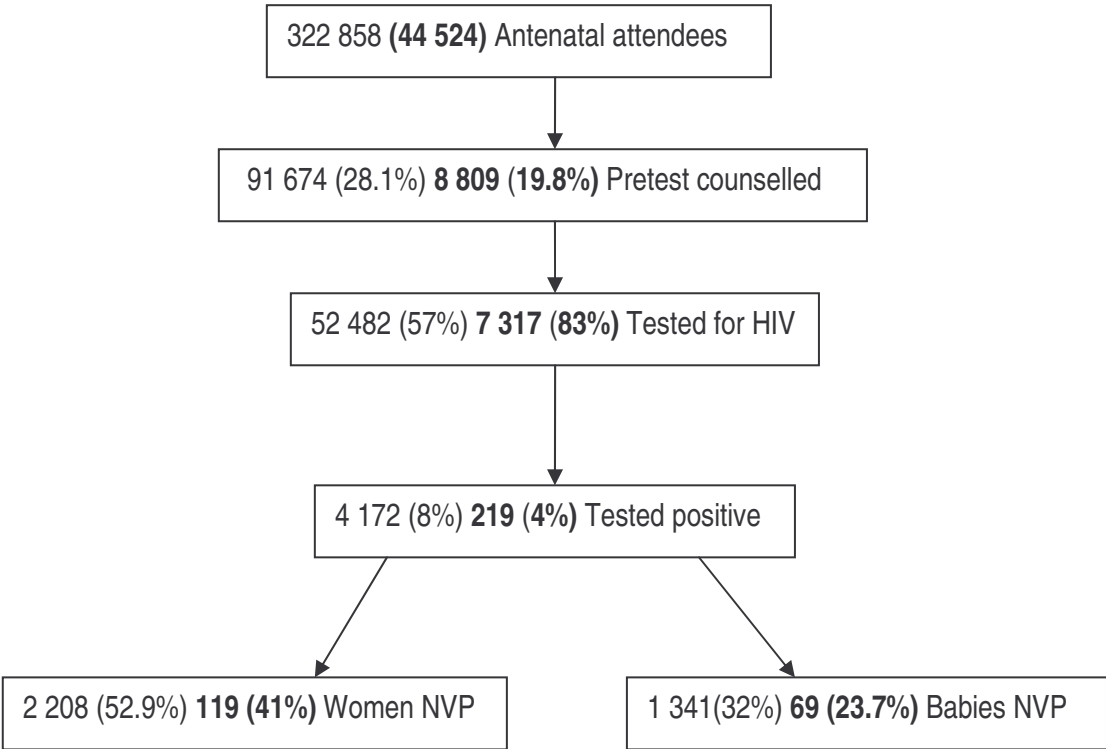 322 858 (44 524) Antenatal attendees
91 674 (28.1%) 8 809 (19.8%) Pretest counselled
52 482 (57%) 7 317 (83%) Tested for HIV
4 172 (8%) 219 (4%) Tested positive
2 208 (52.9%) 119 (41%) Women NVP
1 341(32%) 69 (23.7%) Babies NVP